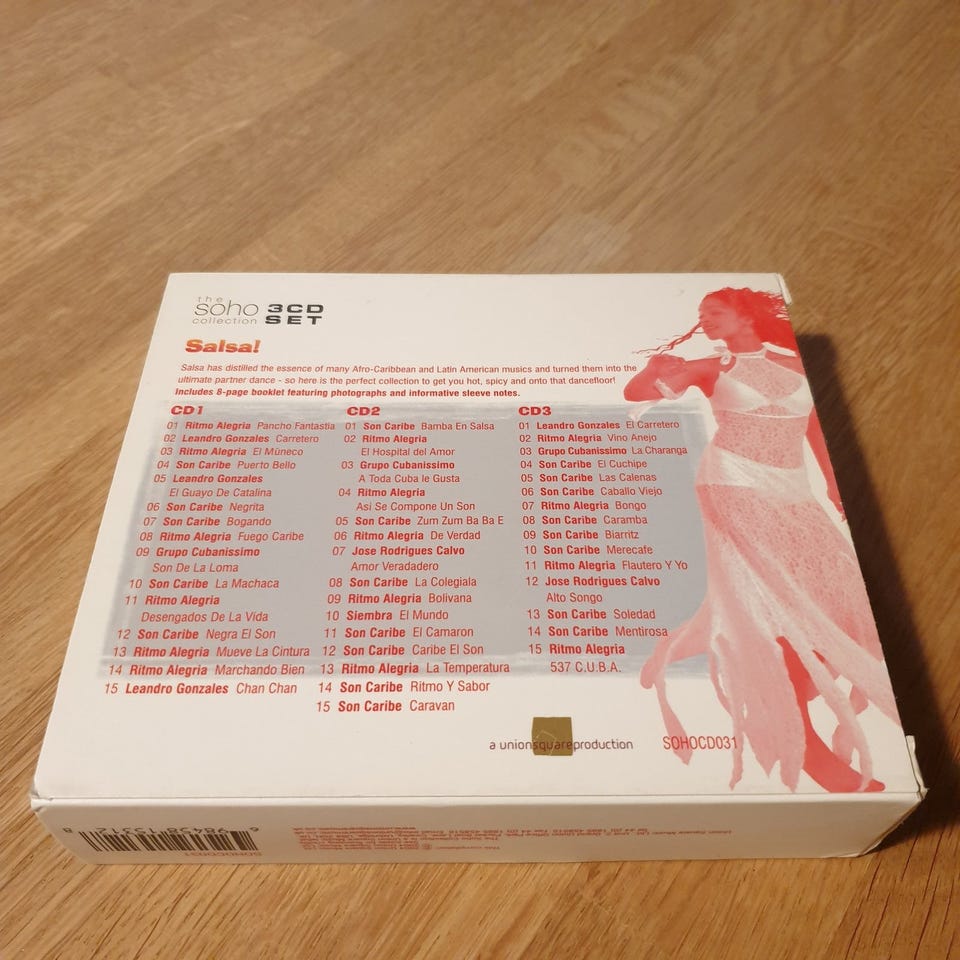 the
soho 3CD
collection SET
Salsa!
Salsa has distilled the essence of many Afro-Caribbean and Latin American musics and turned them into the
ultimate partner dance - so here is the perfect collection to get you hot, spicy and onto that dancefloor!
Includes 8-page booklet featuring photographs and informative sleeve notes.
CD1
01 Ritmo Alegria Pancho Fantastia
02 Leandro Gonzales Carretero
03 Ritmo Alegria El Müneco
04 Son Caribe Puerto Bello
05 Leandro Gonzales
El Guayo De Catalina
06 Son Caribe Negrita
07 Son Caribe Bogando
08 Ritmo Alegria Fuego Caribe
09 Grupo Cubanissimo
Son De La Loma
10 Son Caribe La Machaca
11 Ritmo Alegria
Desengados De La Vida
12 Son Caribe Negra El Son
13 Ritmo Alegria Mueve La Cintura
14 Ritmo Alegria Marchando Bien
15 Leandro Gonzales Chan Chan
CD2
01 Son Caribe Bamba En Salsa
02 Ritmo Alegria
El Hospital del Amor
03 Grupo Cubanissimo
A Toda Cuba le Gusta
04 Ritmo Alegria
Asi Se Compone Un Son
05 Son Caribe Zum Zum Ba Ba E
06 Ritmo Alegria De Verdad
07 Jose Rodrigues Calvo
Amor Veradadero
08 Son Caribe La Colegiala
09 Ritmo Alegria Bolivana
10 Siembra El Mundo
11 Son Caribe El Camaron
12 Son Caribe Caribe El Son
13 Ritmo Alegria La Temperatura
14 Son Caribe Ritmo Y Sabor
15 Son Caribe Caravan
CD3
01 Leandro Gonzales El Carretero
02 Ritmo Alegria Vino Anejo
03 Grupo Cubanissimo La Charanga
04 Son Caribe El Cuchipe
05 Son Caribe Las Calenas
06 Son Caribe Caballo Viejo
07 Ritmo Alegria Bongo
08 Son Caribe Caramba
09 Son Caribe Biarritz
10 Son Caribe Merecafe
11 Ritmo Alegria Flautero Y Yo
12 Jose Rodrigues Calvo
Alto Songo
13 Son Caribe Soledad
14 Son Caribe Mentirosa
15 Ritmo Alegria
537 C.U.B.A.
a unionsquareproduction
SOHOCD031
6 98458 15312 8
SOHOCD031